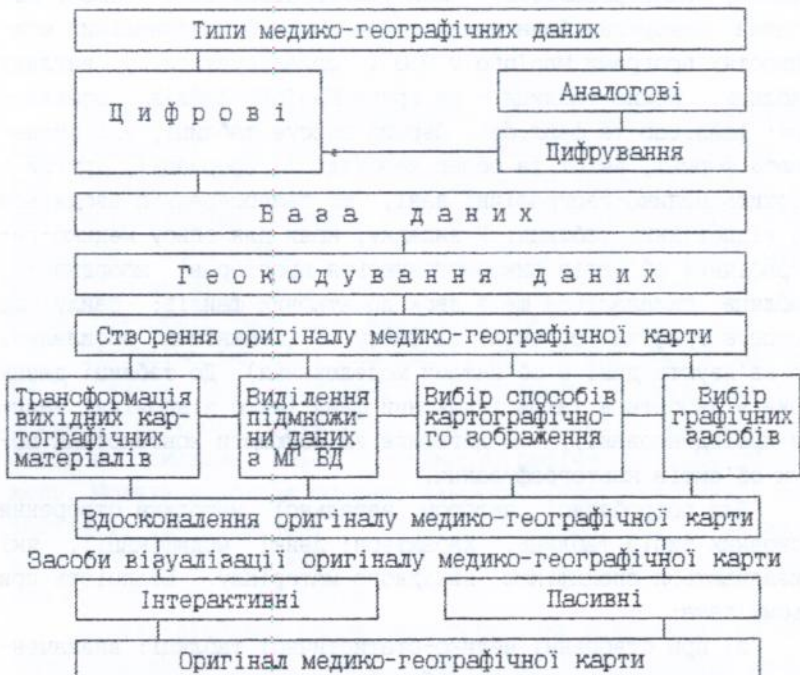 Типи медико-географічних даних
Цифрові
Аналогові
Цифрування
База даних
Геокодування даних
Створення оригіналу медико-географічної карти
Трансформація
вихідних кар-
тографічних
матеріалів
Виділення
підмножи-
ни даних
з МГ БД
Вибір способів
картографічно-
го зображення
Вибір
графічних
засобів
Вдосконалення оригіналу медико-географічної карти
Засоби візуалізації оригіналу медико-географічної карти
Інтерактивні
Пасивні
Оригінал медико-географічної карти